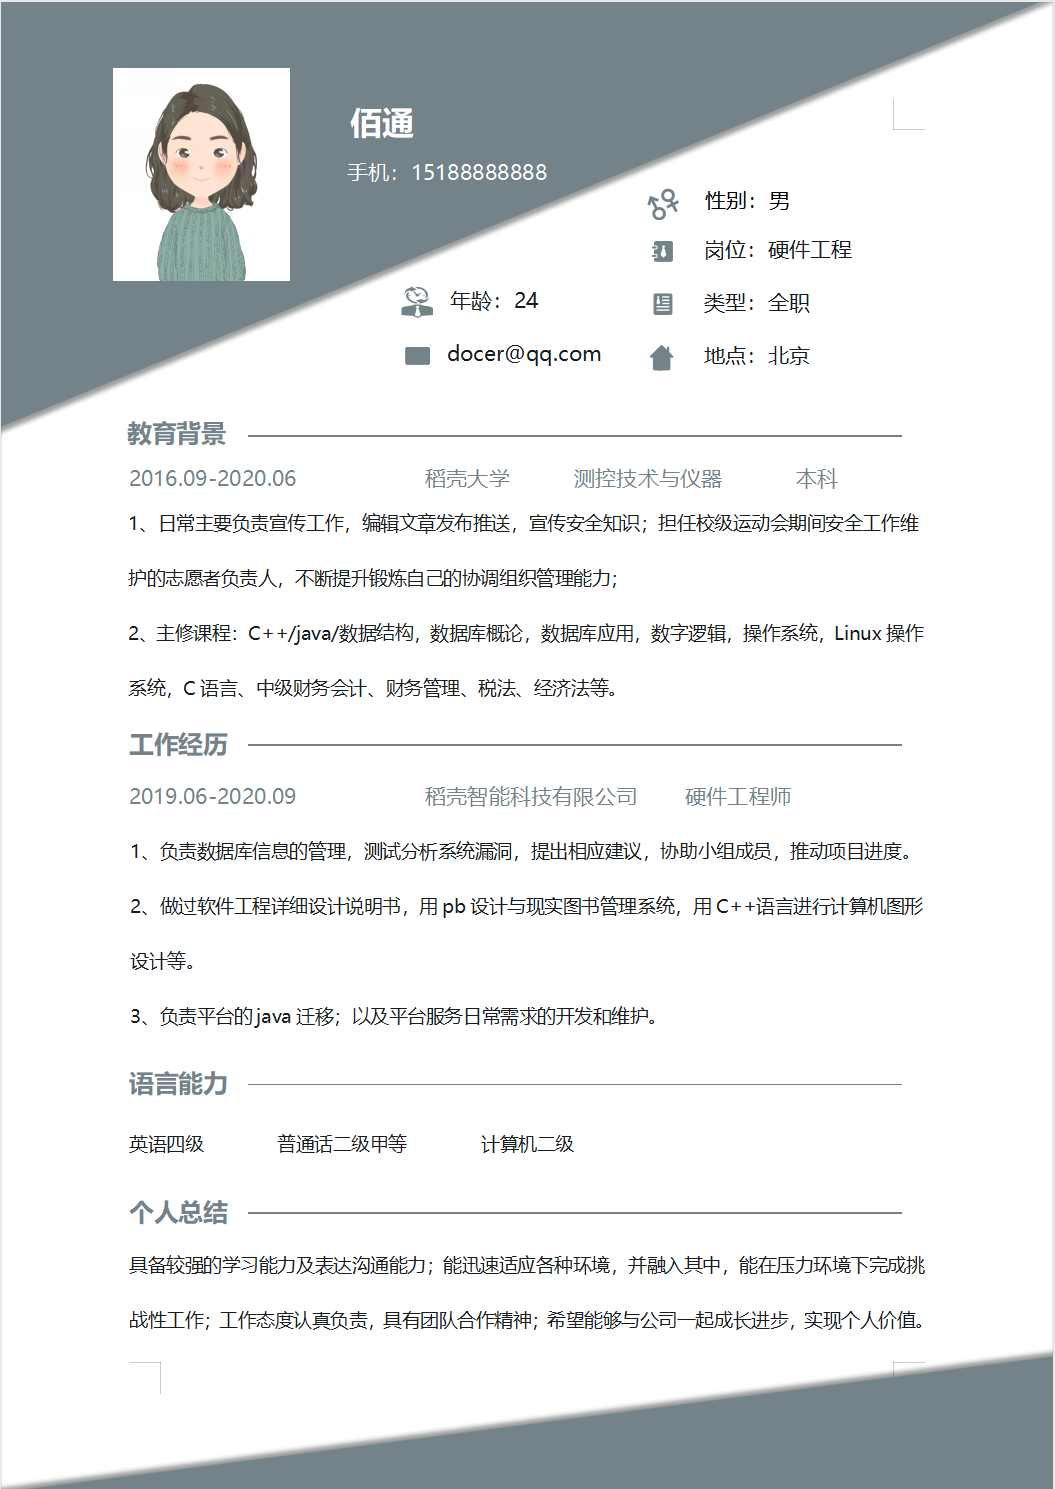 佰通
手机：15188888888
性别：男
岗位：硬件工程
年龄：24
类型：全职
docer@qq.com
地点：北京
教育背景
2016.09-2020.06 稻壳大学 测控技术与仪器 本科
1、日常主要负责宣传工作，编辑文章发布推送，宣传安全知识；担任校级运动会期间安全工作维
护的志愿者负责人，不断提升锻炼自己的协调组织管理能力；
2、主修课程：C++/java/数据结构，数据库概论，数据库应用，数字逻辑，操作系统，Linux 操作
系统，C 语言、中级财务会计、财务管理、税法、经济法等。
工作经历
2019.06-2020.09 稻壳智能科技有限公司 硬件工程师
1、负责数据库信息的管理，测试分析系统漏洞，提出相应建议，协助小组成员，推动项目进度。
2、做过软件工程详细设计说明书，用 pb 设计与现实图书管理系统，用 C++语言进行计算机图形
设计等。
3、负责平台的 java 迁移；以及平台服务日常需求的开发和维护。
语言能力
英语四级 普通话二级甲等 计算机二级
个人总结
具备较强的学习能力及表达沟通能力；能迅速适应各种环境，并融入其中，能在压力环境下完成挑
战性工作；工作态度认真负责，具有团队合作精神；希望能够与公司一起成长进步，实现个人价值。